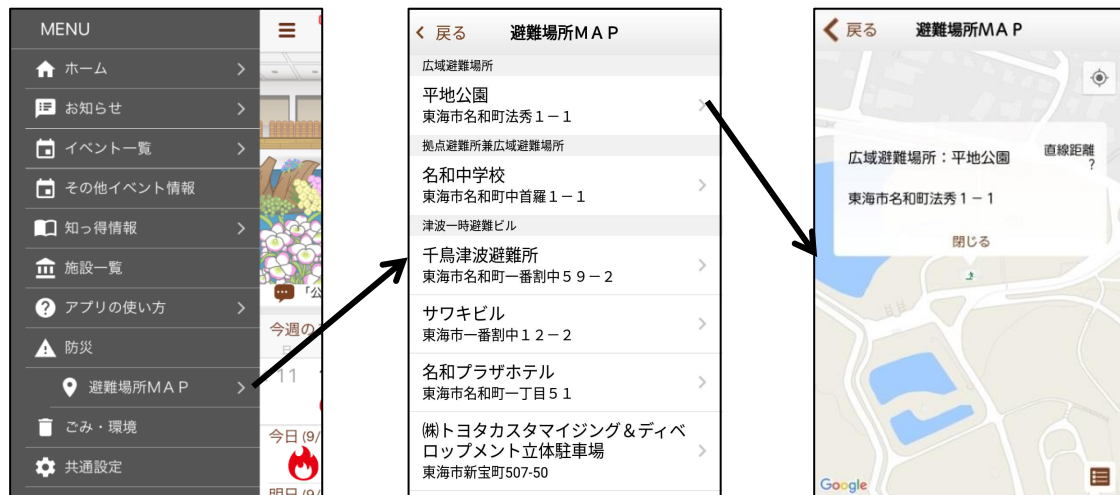 MENU
ホーム
お知らせ
イベント一覧
その他イベント情報
知っ得情報
施設一覧
アプリの使い方
防災
避難場所MAP
ごみ・環境
共通設定
「公
今週の
日
11
今日(9/
明日(9/
戻る 避難場所MAP
広域避難場所
平地公園
東海市名和町法秀1-1
拠点避難所兼広域避難場所
名和中学校
東海市名和町中首羅1-1
津波一時避難ビル
千鳥津波避難所
東海市名和町一番割中59-2
サワキビル
東海市一番割中12-2
名和プラザホテル
東海市名和町一丁目51
㈱トヨタカスタマイジング&ディベ
ロップメント立体駐車場
東海市新宝町507-50
戻る 避難場所MAP
広域避難場所:平地公園 直線距離
?
東海市名和町法秀1-1
閉じる
Google